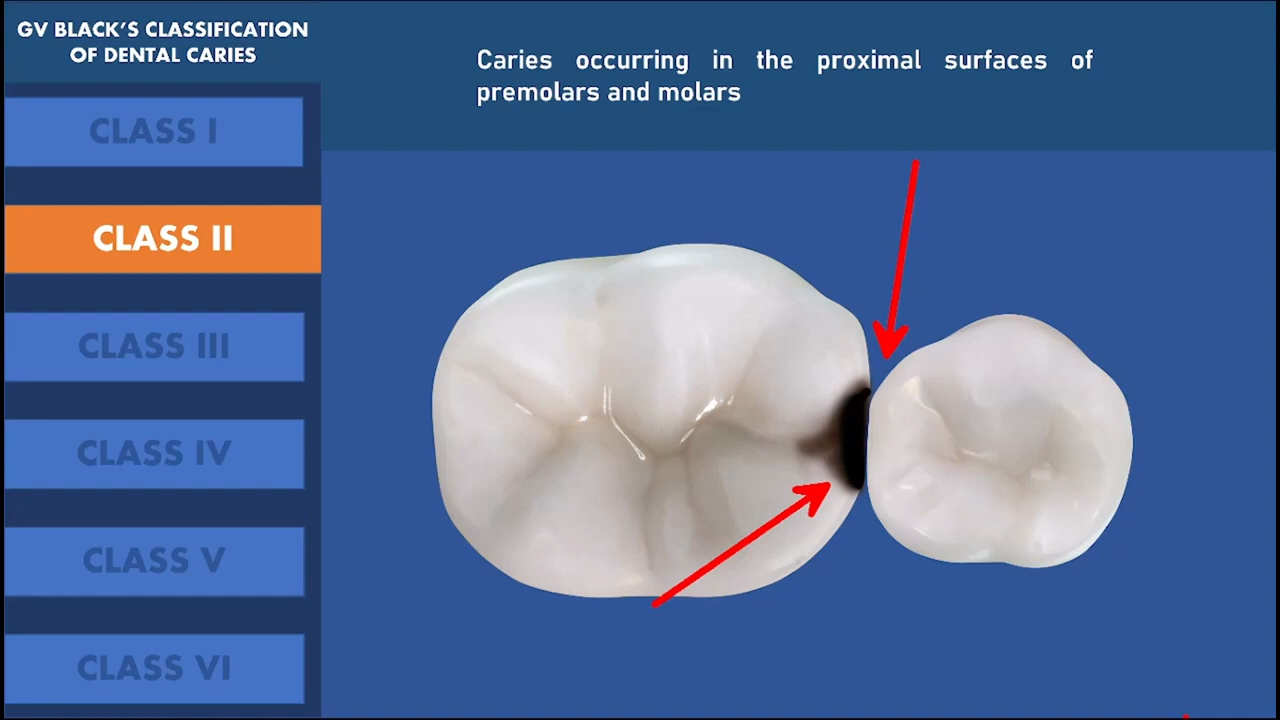 GV BLACK'S CLASSIFICATION
OF DENTAL CARIES
CLASS I
CLASS II
CLASS III
CLASS IV
CLASS V
CLASS VI
Caries occurring in the proximal surfaces of
premolars and molars